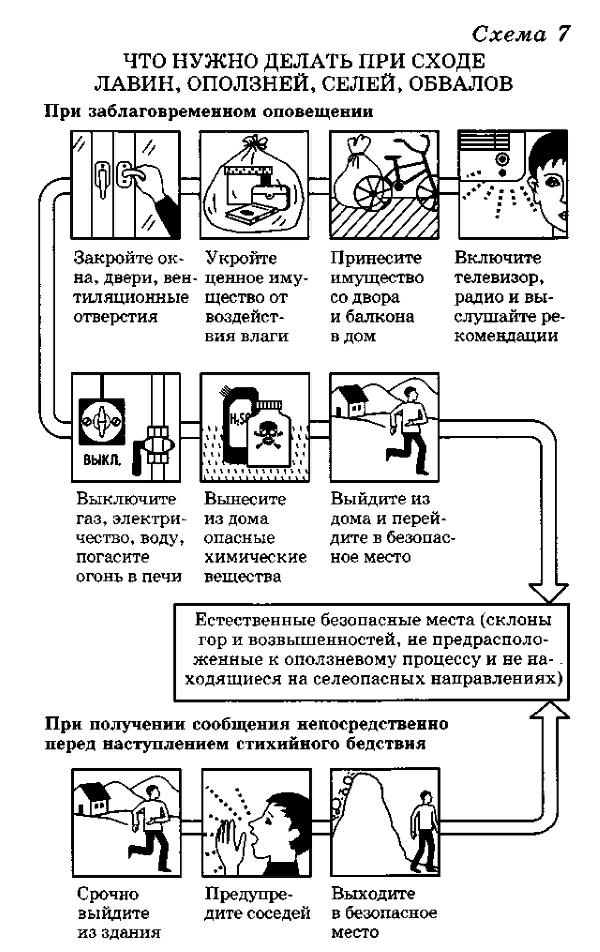 Схема 7
ЧТО НУЖНО ДЕЛАТЬ ПРИ СХОДЕ
ЛАВИН, ОПОЛЗНЕЙ, СЕЛЕЙ, ОБВАЛОВ
При заблаговременном оповещении
Закройте ок-
на, двери, вен-
тиляционные
отверстия
Укройте
ценное иму-
щество от
воздейст-
вия влаги
Принесите
имущество
со двора
и балкона
в дом
Включите
телевизор,
радио и вы-
слушайте ре-
комендации
ВЫКЛ.
Выключите
газ, электри-
чество, воду,
погасите
огонь в печи
H₂SO
Вынесите
из дома
опасные
химические
вещества
Выйдите из
дома и перей-
дите в безопас-
ное место
Естественные безопасные места (склоны
гор и возвышенностей, не предрасполо-
женные к оползневому процессу и не на-
ходящиеся на селеопасных направлениях)
При получении сообщения непосредственно
перед наступлением стихийного бедствия
Срочно
выйдите
из здания
Предупре-
дите соседей
Выходите
в безопасное
место